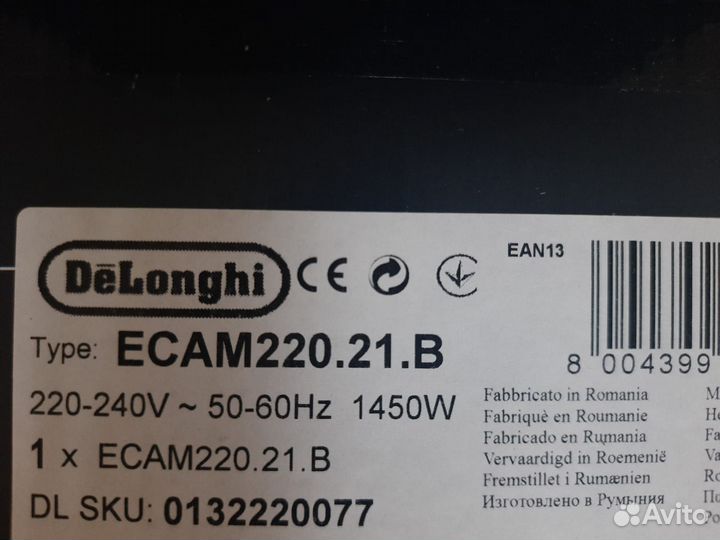 DēLonghi CE EAN13
Type: ECAM220.21.B
8 004399
220-240V ~ 50-60Hz 1450W
1 x ECAM220.21.B
DL SKU: 0132220077
Fabbricato in Romania
Fabriquè en Roumanie
Fabricado en Rumania
Vervaardigd in Roemenië
Fremstillet i Rumænien
Изготовлено в Румыния
Avito